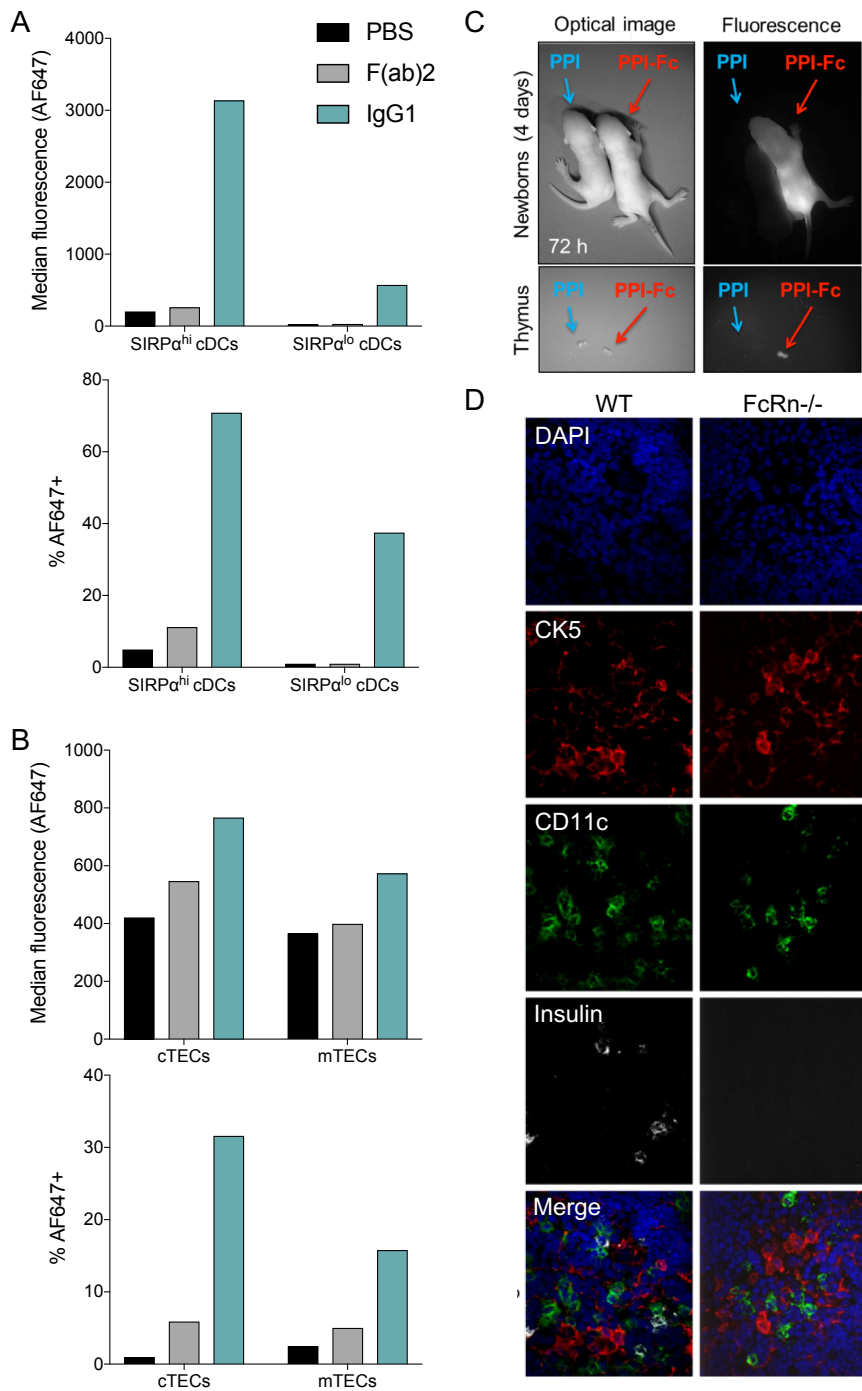 A
4000
3000
2000
1000
0
Median fluorescence (AF647)
PBS
F(ab)2
IgG1
SIRPα^hi cDCs
SIRPα^lo cDCs
80
60
40
20
0
% AF647+
SIRPα^hi cDCs
SIRPα^lo cDCs
B
1000
800
600
400
200
0
Median fluorescence (AF647)
cTECs
mTECs
40
30
20
10
0
% AF647+
cTECs
mTECs
C
Optical image
Fluorescence
Newborns (4 days)
PPI
PPI-Fc
PPI
PPI-Fc
72 h
Thymus
PPI
PPI-Fc
PPI
PPI-Fc
D
WT
FcRn-/-
DAPI
CK5
CD11c
Insulin
Merge